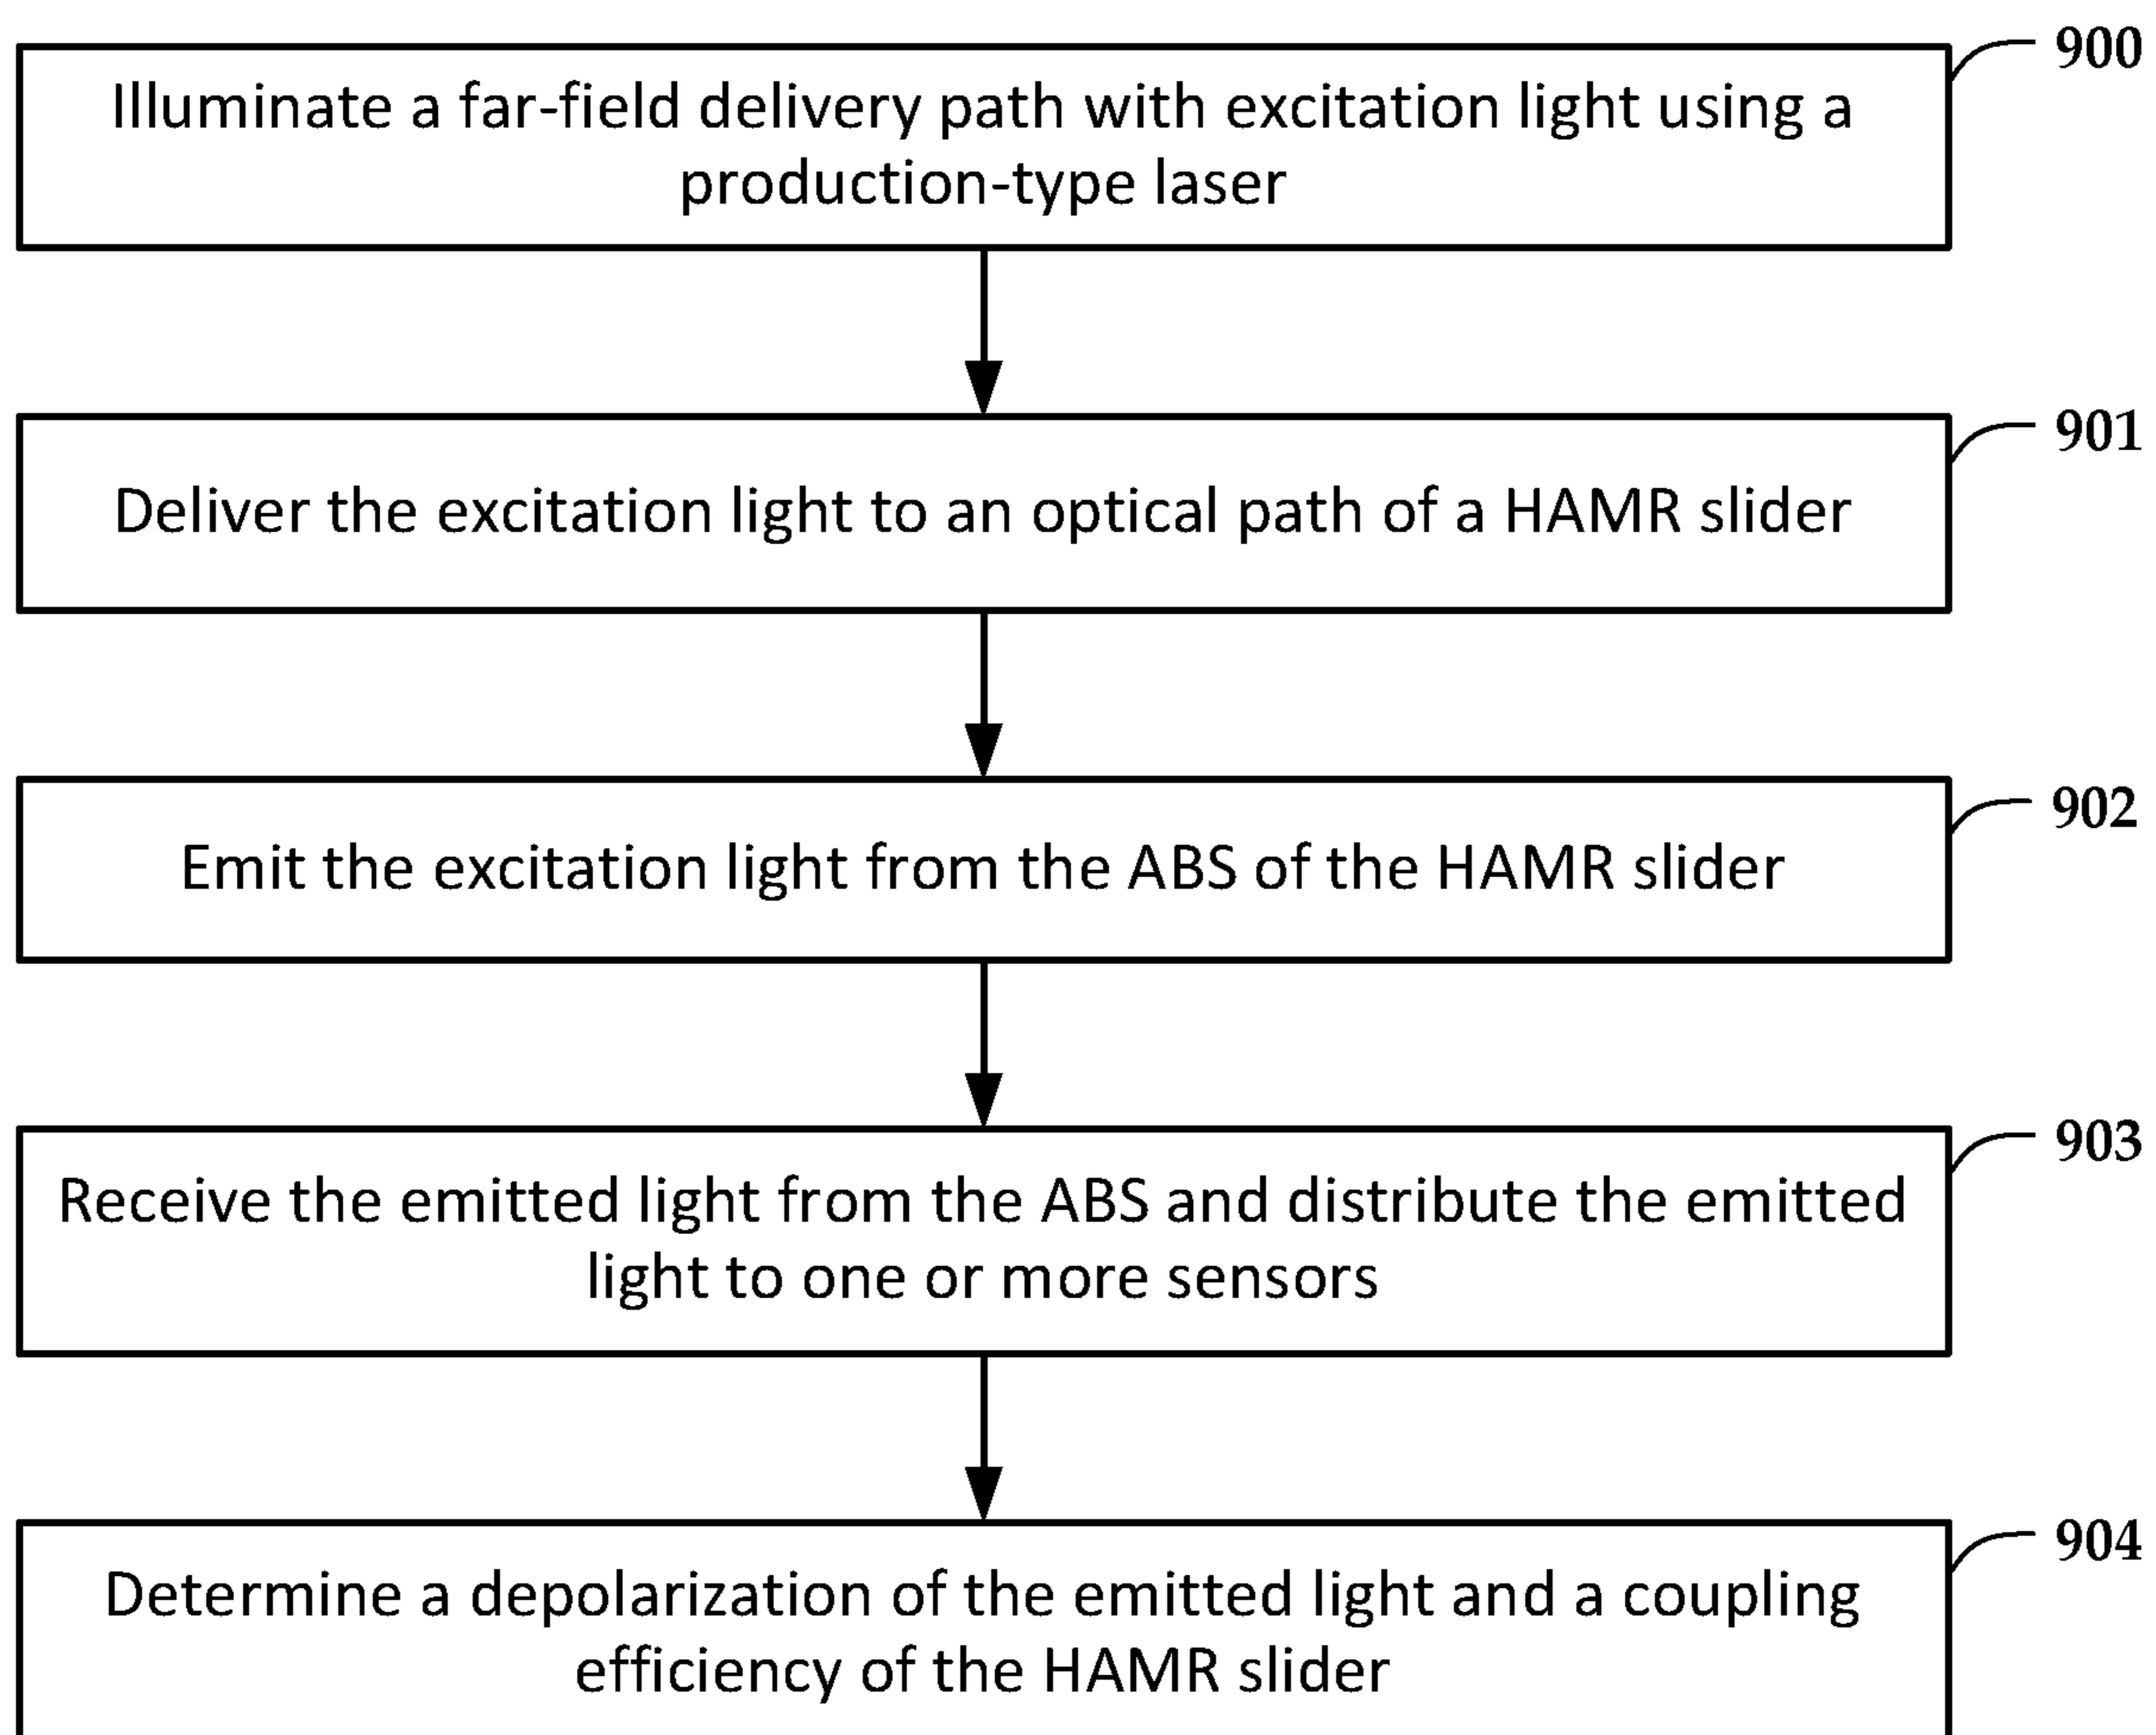 900
Illuminate a far-field delivery path with excitation light using a
production-type laser
901
Deliver the excitation light to an optical path of a HAMR slider
902
Emit the excitation light from the ABS of the HAMR slider
903
Receive the emitted light from the ABS and distribute the emitted
light to one or more sensors
904
Determine a depolarization of the emitted light and a coupling
efficiency of the HAMR slider